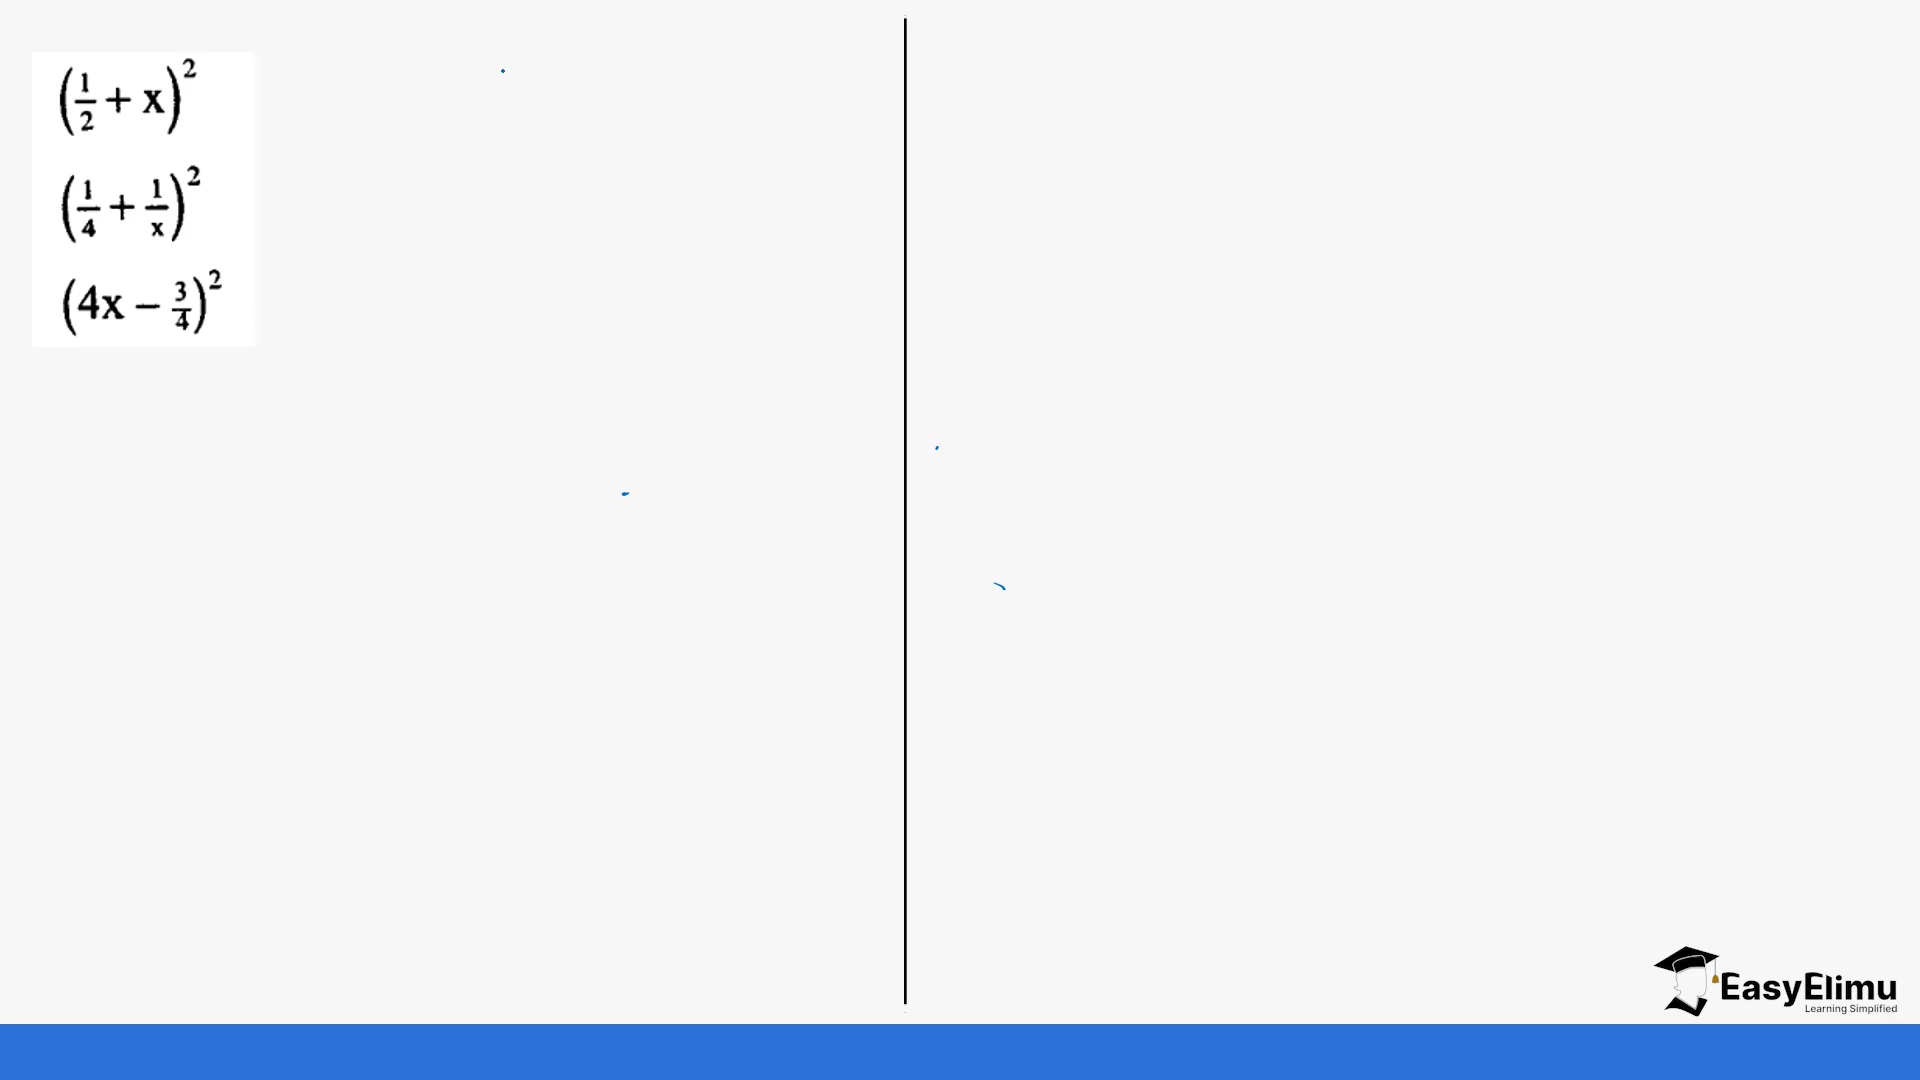 (1/2 + x)²
(1/4 + 1/x)²
(4x − 3/4)²
EasyElimu
Learning Simplified